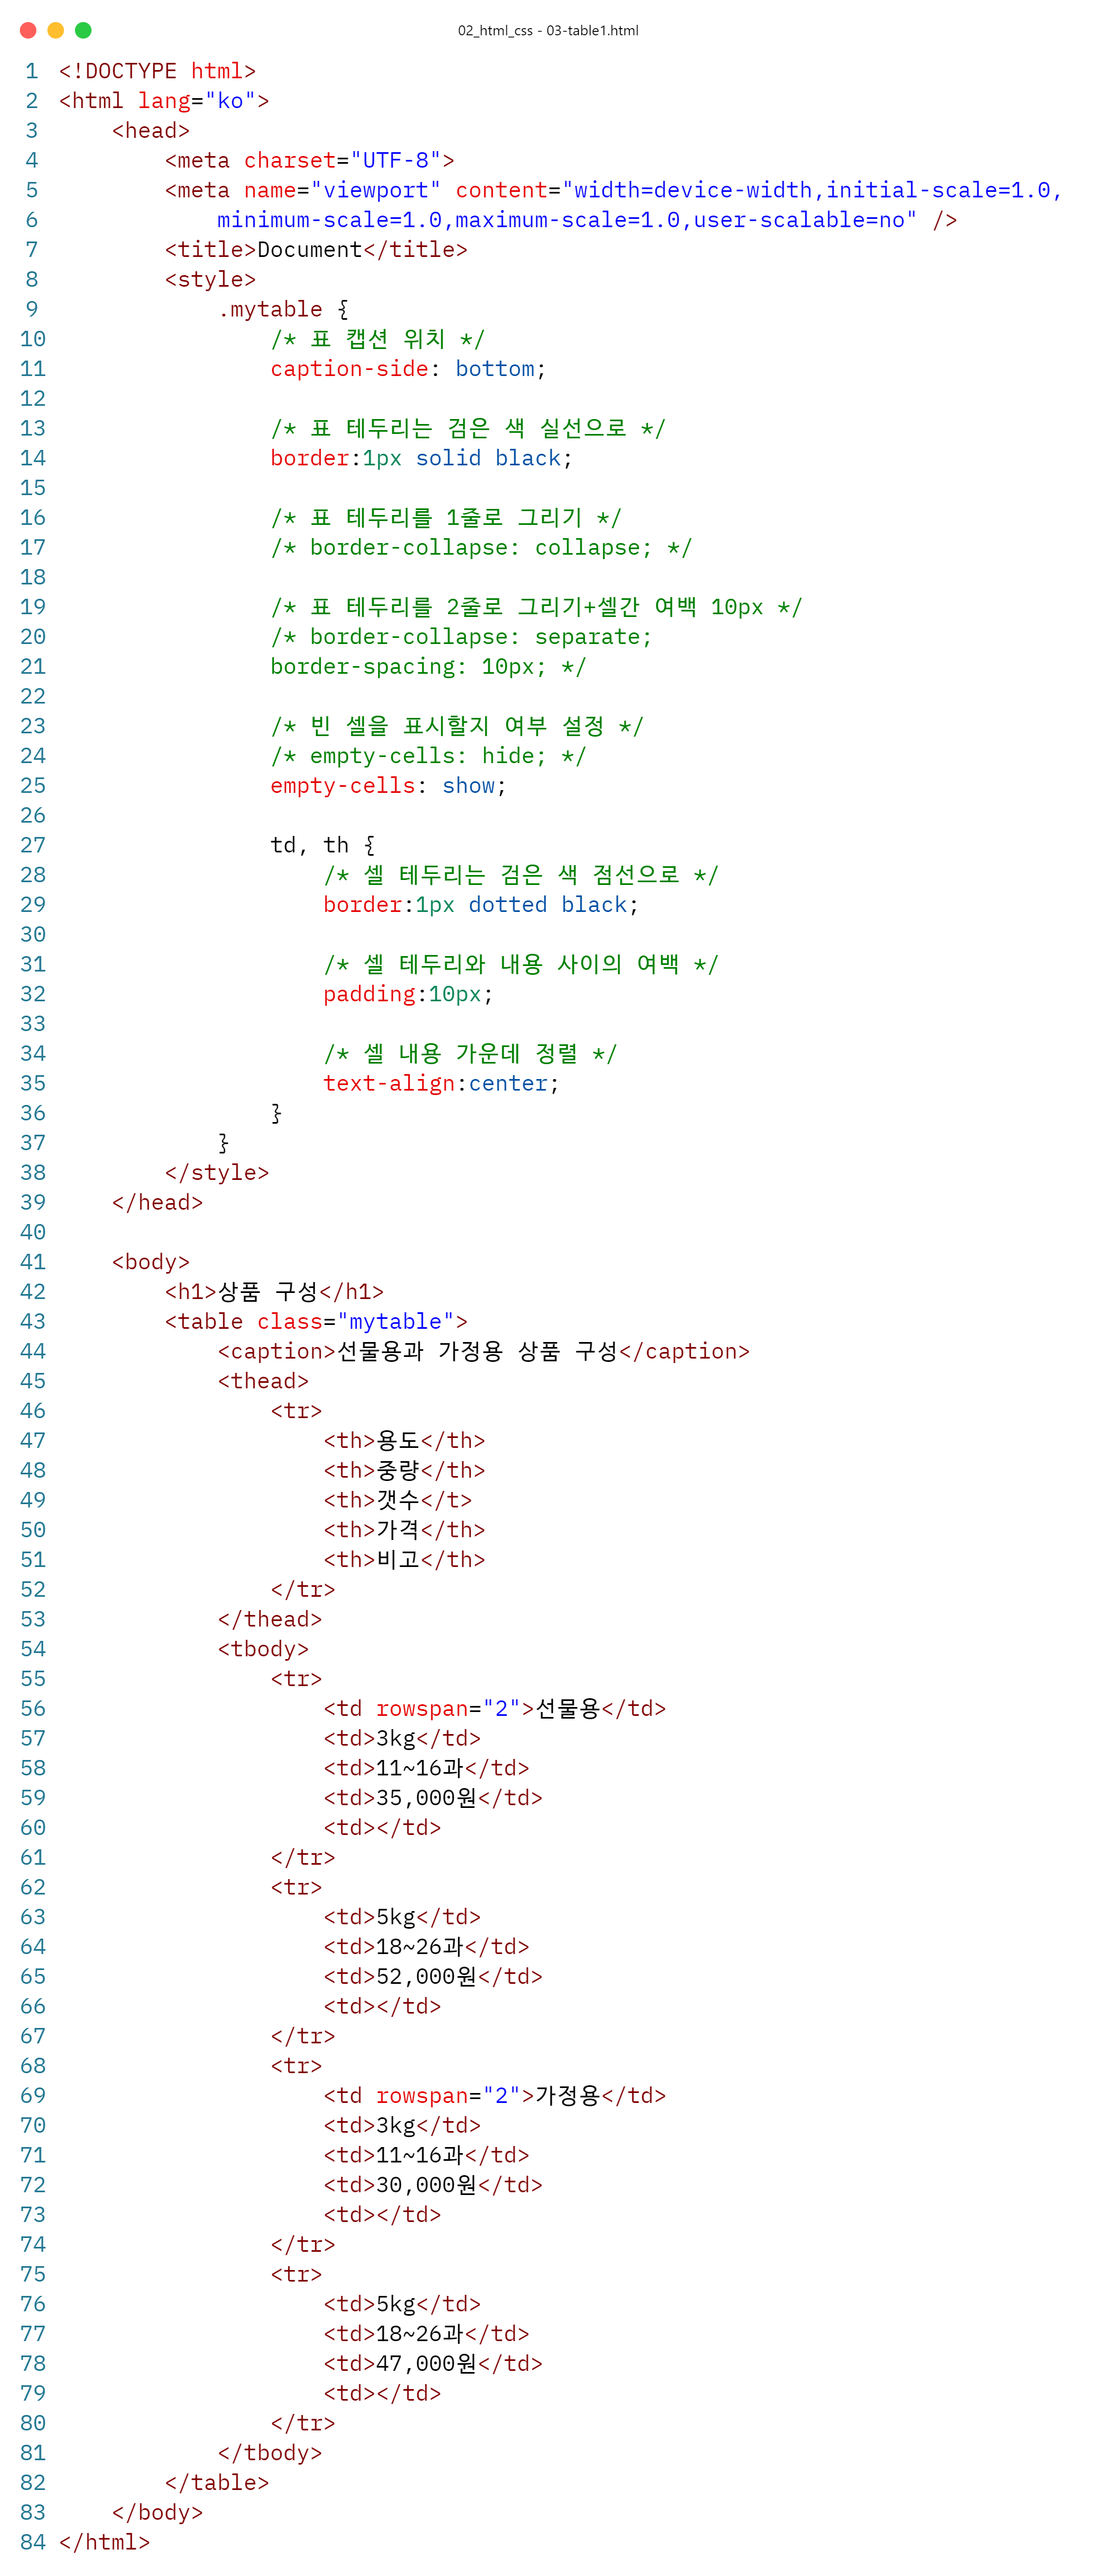 02_html_css - 03-table1.html
1 <!DOCTYPE html>
2 <html lang="ko">
3     <head>
4         <meta charset="UTF-8">
5         <meta name="viewport" content="width=device-width,initial-scale=1.0,
6             minimum-scale=1.0,maximum-scale=1.0,user-scalable=no" />
7         <title>Document</title>
8         <style>
9             .mytable {
10                 /* 표 캡션 위치 */
11                 caption-side: bottom;
12
13                 /* 표 테두리는 검은 색 실선으로 */
14                 border:1px solid black;
15
16                 /* 표 테두리를 1줄로 그리기 */
17                 /* border-collapse: collapse; */
18
19                 /* 표 테두리를 2줄로 그리기+셀간 여백 10px */
20                 /* border-collapse: separate;
21                 border-spacing: 10px; */
22
23                 /* 빈 셀을 표시할지 여부 설정 */
24                 /* empty-cells: hide; */
25                 empty-cells: show;
26
27                 td, th {
28                     /* 셀 테두리는 검은 색 점선으로 */
29                     border:1px dotted black;
30
31                     /* 셀 테두리와 내용 사이의 여백 */
32                     padding:10px;
33
34                     /* 셀 내용 가운데 정렬 */
35                     text-align:center;
36                 }
37             }
38         </style>
39     </head>
40
41     <body>
42         <h1>상품 구성</h1>
43         <table class="mytable">
44             <caption>선물용과 가정용 상품 구성</caption>
45             <thead>
46                 <tr>
47                     <th>용도</th>
48                     <th>중량</th>
49                     <th>갯수</t>
50                     <th>가격</th>
51                     <th>비고</th>
52                 </tr>
53             </thead>
54             <tbody>
55                 <tr>
56                     <td rowspan="2">선물용</td>
57                     <td>3kg</td>
58                     <td>11~16과</td>
59                     <td>35,000원</td>
60                     <td></td>
61                 </tr>
62                 <tr>
63                     <td>5kg</td>
64                     <td>18~26과</td>
65                     <td>52,000원</td>
66                     <td></td>
67                 </tr>
68                 <tr>
69                     <td rowspan="2">가정용</td>
70                     <td>3kg</td>
71                     <td>11~16과</td>
72                     <td>30,000원</td>
73                     <td></td>
74                 </tr>
75                 <tr>
76                     <td>5kg</td>
77                     <td>18~26과</td>
78                     <td>47,000원</td>
79                     <td></td>
80                 </tr>
81             </tbody>
82         </table>
83     </body>
84 </html>